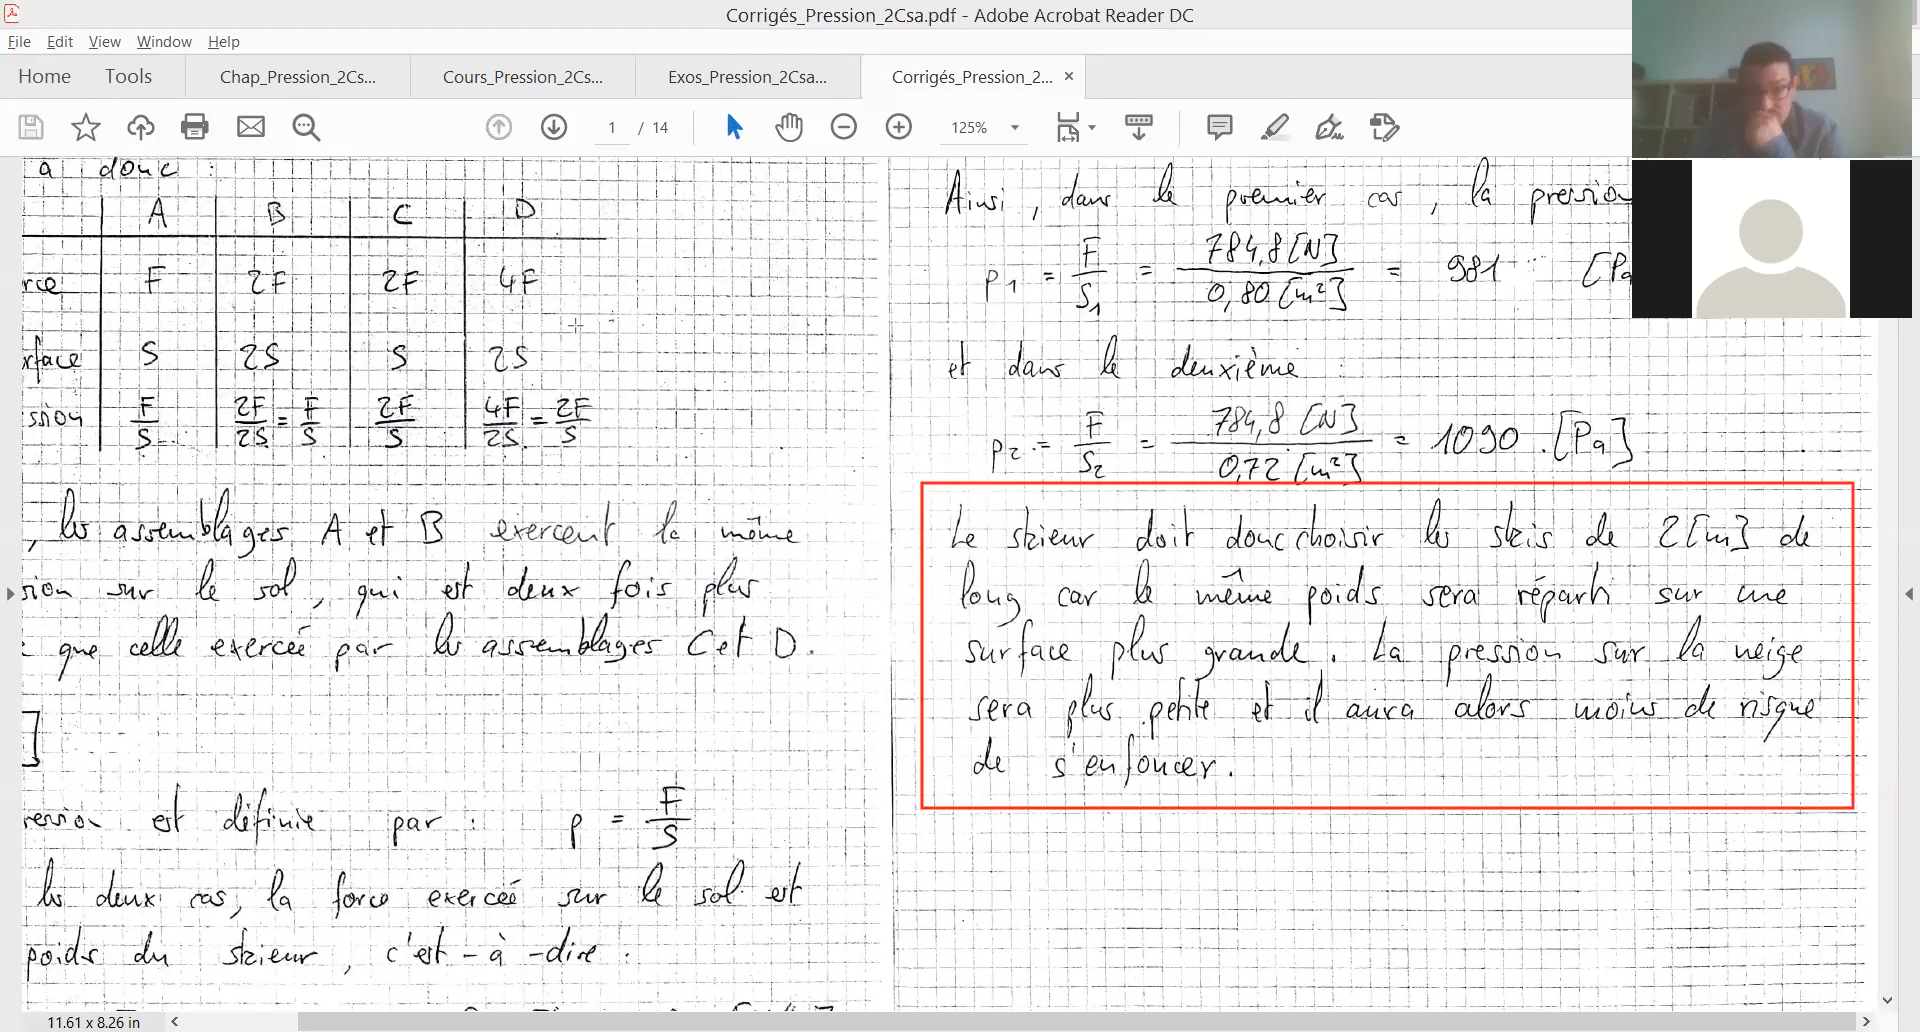 Corrigés_Pression_2Csa.pdf - Adobe Acrobat Reader DC
File Edit View Window Help
Home Tools Chap_Pression_2Cs... Cours_Pression_2Cs... Exos_Pression_2Csa... Corrigés_Pression_2... ×
1 / 14 125%
a donc :
A B C D
rce F 2F 2F 4F
rface S 2S S 2S
ssion F/S 2F/2S = F/S 2F/S 4F/2S = 2F/S
, les assemblages A et B exercent la même
sion sur le sol, qui est deux fois plus
que celle exercée par les assemblages C et D.
]
ression est définie par : p = F/S
les deux cas, la force exercée sur le sol est
poids du skieur, c'est-à-dire :
Ainsi, dans le premier cas, la pression
p1 = F/S1 = 784,8 [N]/0,80 [m²] = 981 [Pa
et dans le deuxième :
p2 = F/S2 = 784,8 [N]/0,72 [m²] = 1090 [Pa]
Le skieur doit donc choisir les skis de 2 [m] de
long car le même poids sera réparti sur une
surface plus grande. La pression sur la neige
sera plus petite et il aura alors moins de risque
de s'enfoncer.
11.61 x 8.26 in